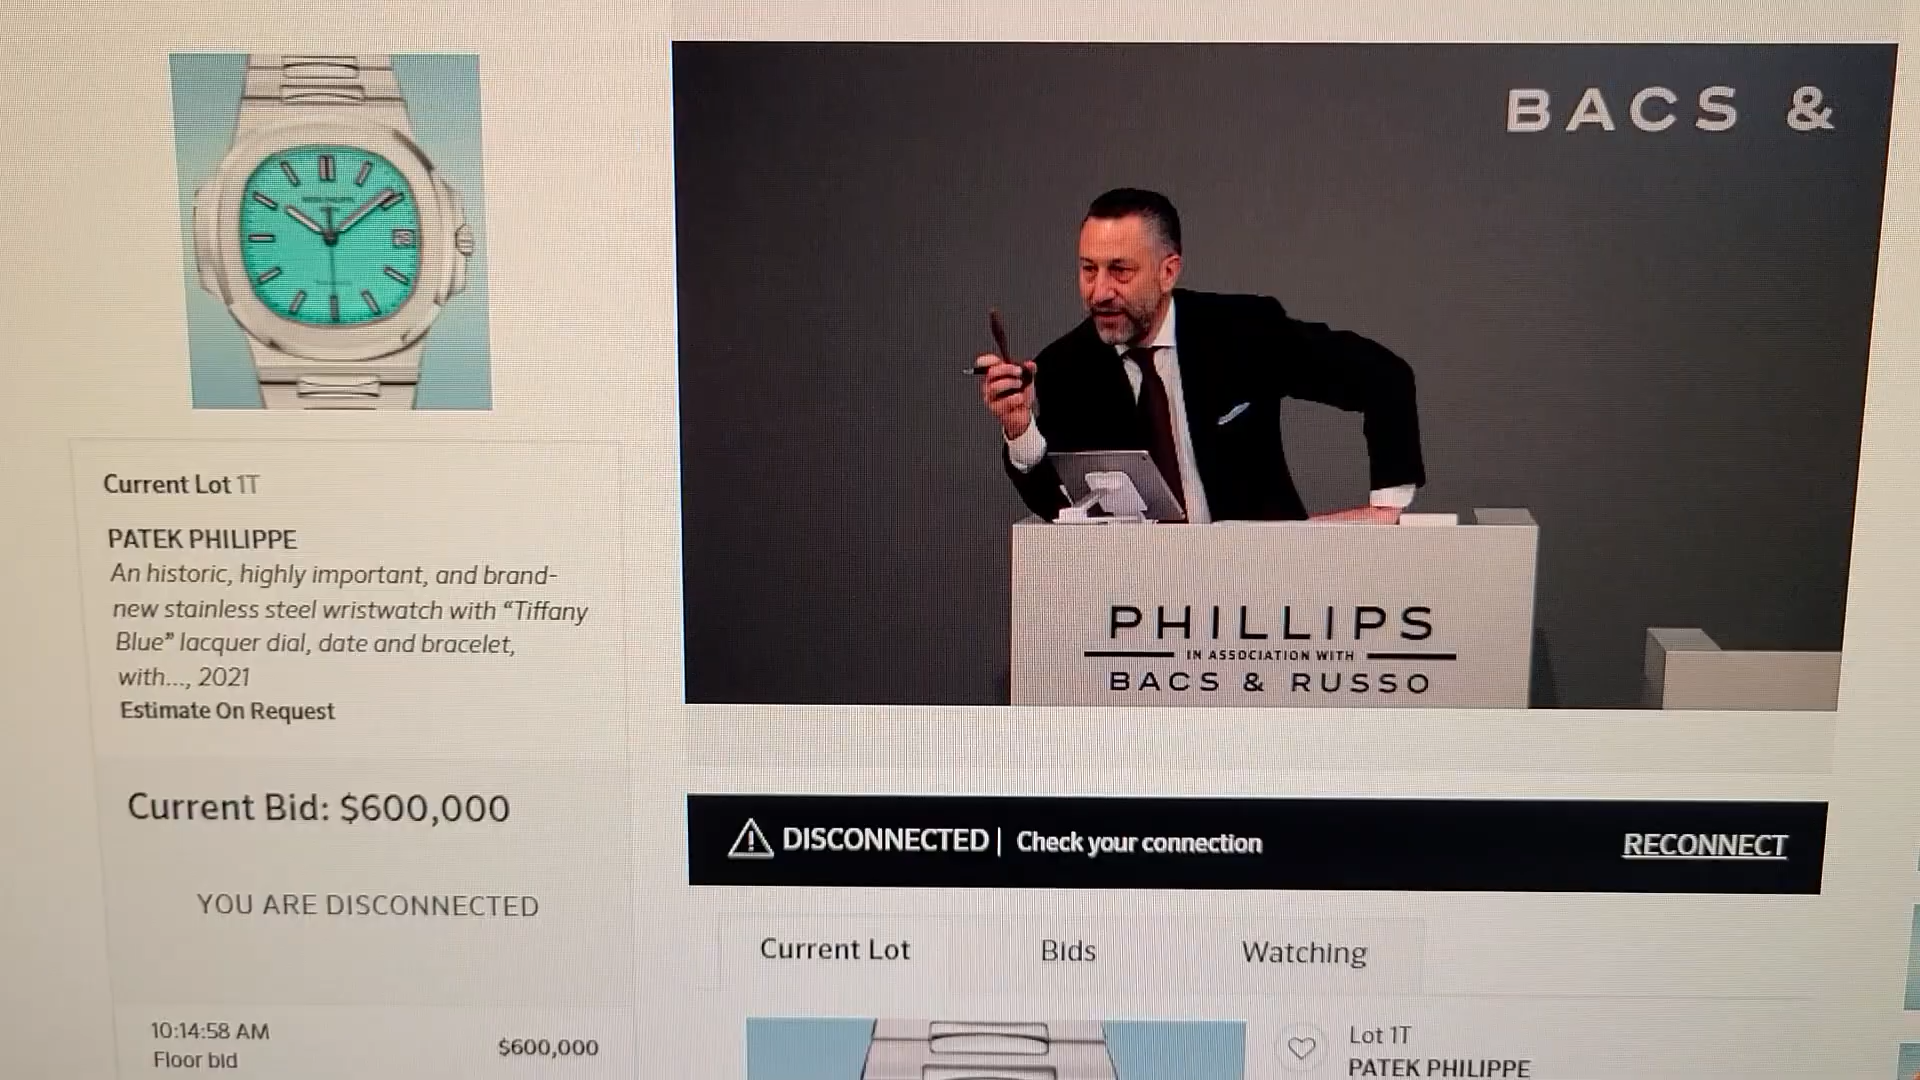 BACS &
Current Lot 1T
PATEK PHILIPPE
An historic, highly important, and brand-
new stainless steel wristwatch with “Tiffany
Blue” lacquer dial, date and bracelet,
with..., 2021
Estimate On Request
PHILLIPS
IN ASSOCIATION WITH
BACS & RUSSO
Current Bid: $600,000
DISCONNECTED | Check your connection
RECONNECT
YOU ARE DISCONNECTED
Current Lot
Bids
Watching
10:14:58 AM
Floor bid
$600,000
Lot 1T
PATEK PHILIPPE